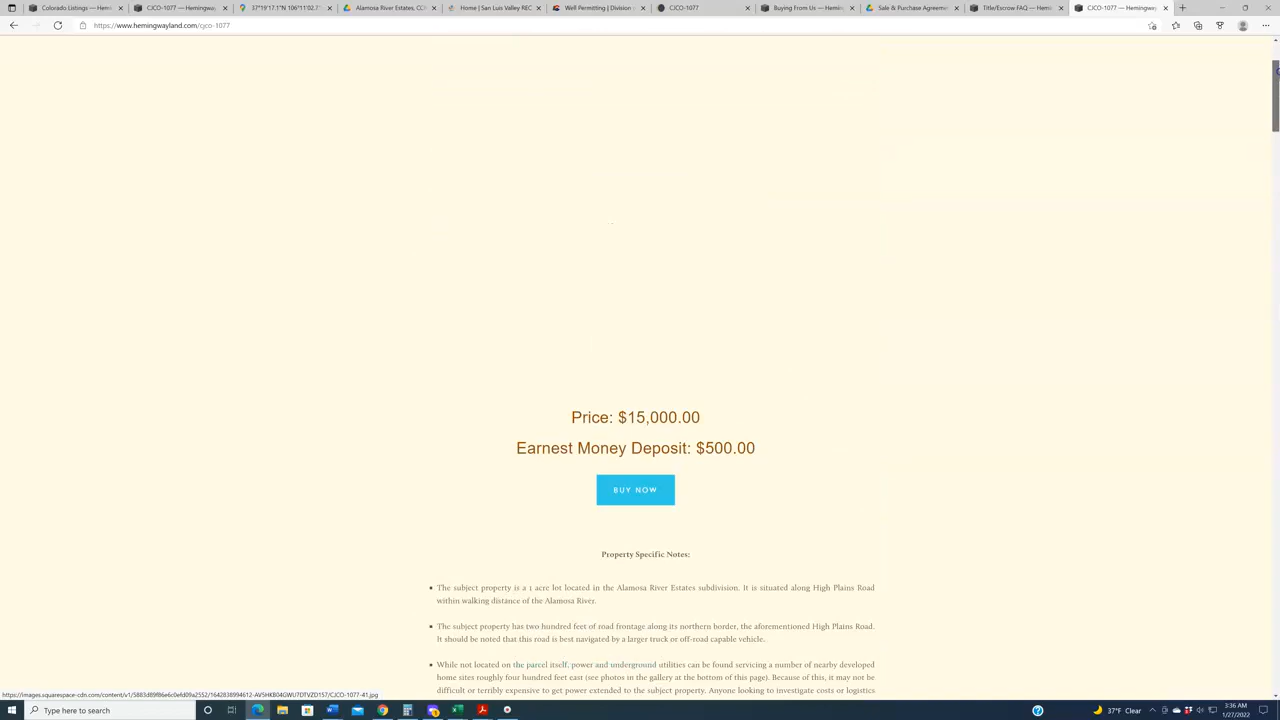 Colorado Listings — Hemi
CJCO-1077 — Hemingway
37°19'17.1"N 106°11'02.7"
Alamosa River Estates, CO
Home | San Luis Valley REC
Well Permitting | Division
CJCO-1077
Buying From Us — Heming
Sale & Purchase Agreeme
Title/Escrow FAQ — Hemi
CJCO-1077 — Hemingway
https://www.hemingwayland.com/cjco-1077
Price: $15,000.00
Earnest Money Deposit: $500.00
BUY NOW
Property Specific Notes:
The subject property is a 1 acre lot located in the Alamosa River Estates subdivision. It is situated along High Plains Road
within walking distance of the Alamosa River.
The subject property has two hundred feet of road frontage along its northern border, the aforementioned High Plains Road.
It should be noted that this road is best navigated by a larger truck or off-road capable vehicle.
While not located on the parcel itself, power and underground utilities can be found servicing a number of nearby developed
home sites roughly four hundred feet east (see photos in the gallery at the bottom of this page). Because of this, it may not be
difficult or terribly expensive to get power extended to the subject property. Anyone looking to investigate costs or logistics
Type here to search
37°F Clear
3:36 AM
1/27/2022